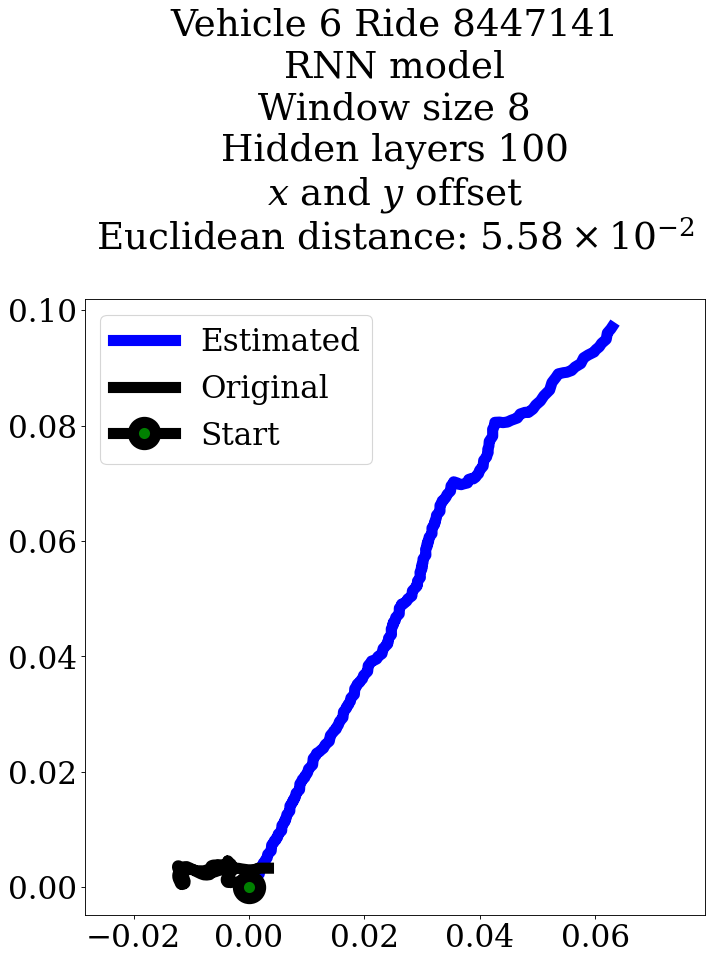 Vehicle 6 Ride 8447141
RNN model
Window size 8
Hidden layers 100
x and y offset
Euclidean distance: 5.58 × 10⁻²
Estimated
Original
Start
0.10
0.08
0.06
0.04
0.02
0.00
−0.02 0.00 0.02 0.04 0.06